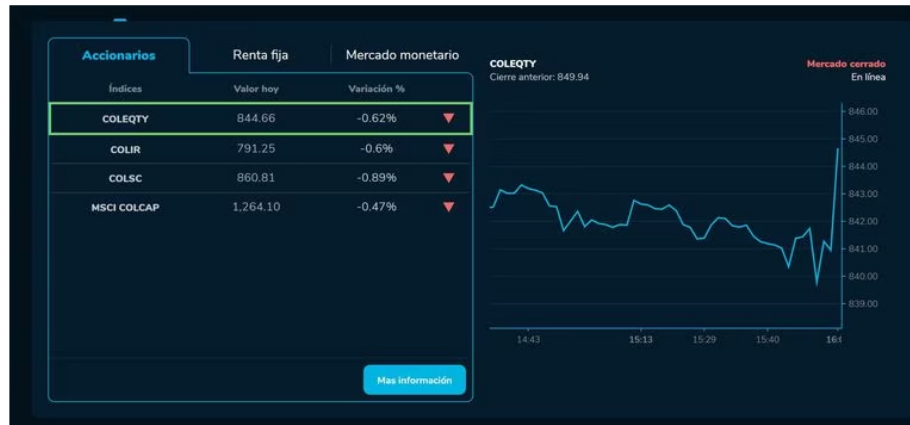 Accionarios Renta fija Mercado monetario
Índices Valor hoy Variación %
COLEQTY 844.66 -0.62% ▼
COLIR 791.25 -0.6% ▼
COLSC 860.81 -0.89% ▼
MSCI COLCAP 1,264.10 -0.47% ▼
Mas información
COLEQTY Mercado cerrado
Cierre anterior: 849.94 En línea
846.00
845.00
844.00
843.00
842.00
841.00
840.00
839.00
14:43 15:13 15:29 15:40